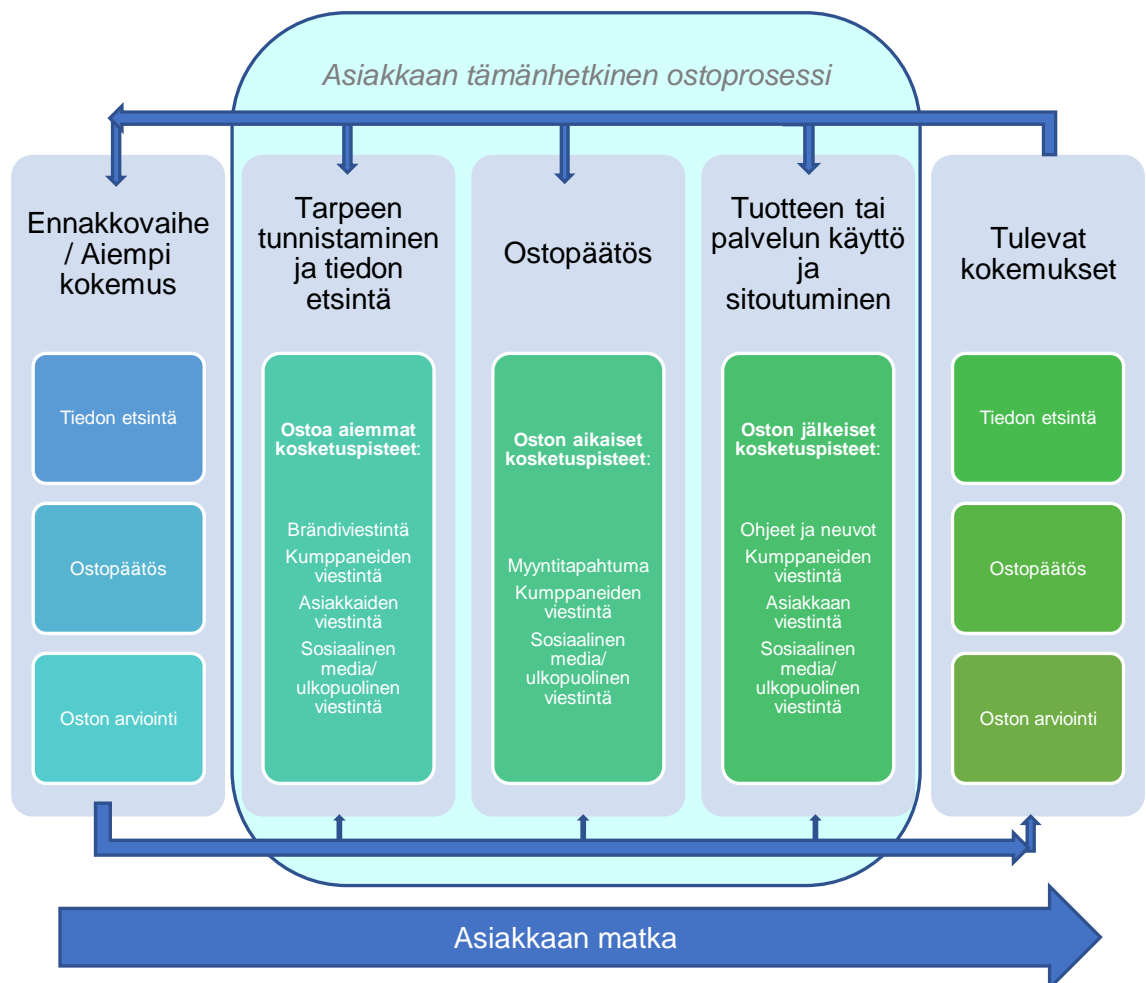 Asiakkaan tämänhetkinen ostoprosessi
Ennakkovaihe
/ Aiempi
kokemus
Tiedon etsintä
Ostopäätös
Oston arviointi
Tarpeen
tunnistaminen
ja tiedon
etsintä
Ostoa aiemmat
kosketuspisteet:
Brändiviestintä
Kumppaneiden
viestintä
Asiakkaiden
viestintä
Sosiaalinen
media/
ulkopuolinen
viestintä
Ostopäätös
Oston aikaiset
kosketuspisteet:
Myyntitapahtuma
Kumppaneiden
viestintä
Sosiaalinen
media/
ulkopuolinen
viestintä
Tuotteen tai
palvelun käyttö
ja
sitoutuminen
Oston jälkeiset
kosketuspisteet:
Ohjeet ja neuvot
Kumppaneiden
viestintä
Asiakkaan
viestintä
Sosiaalinen
media/
ulkopuolinen
viestintä
Tulevat
kokemukset
Tiedon etsintä
Ostopäätös
Oston arviointi
Asiakkaan matka